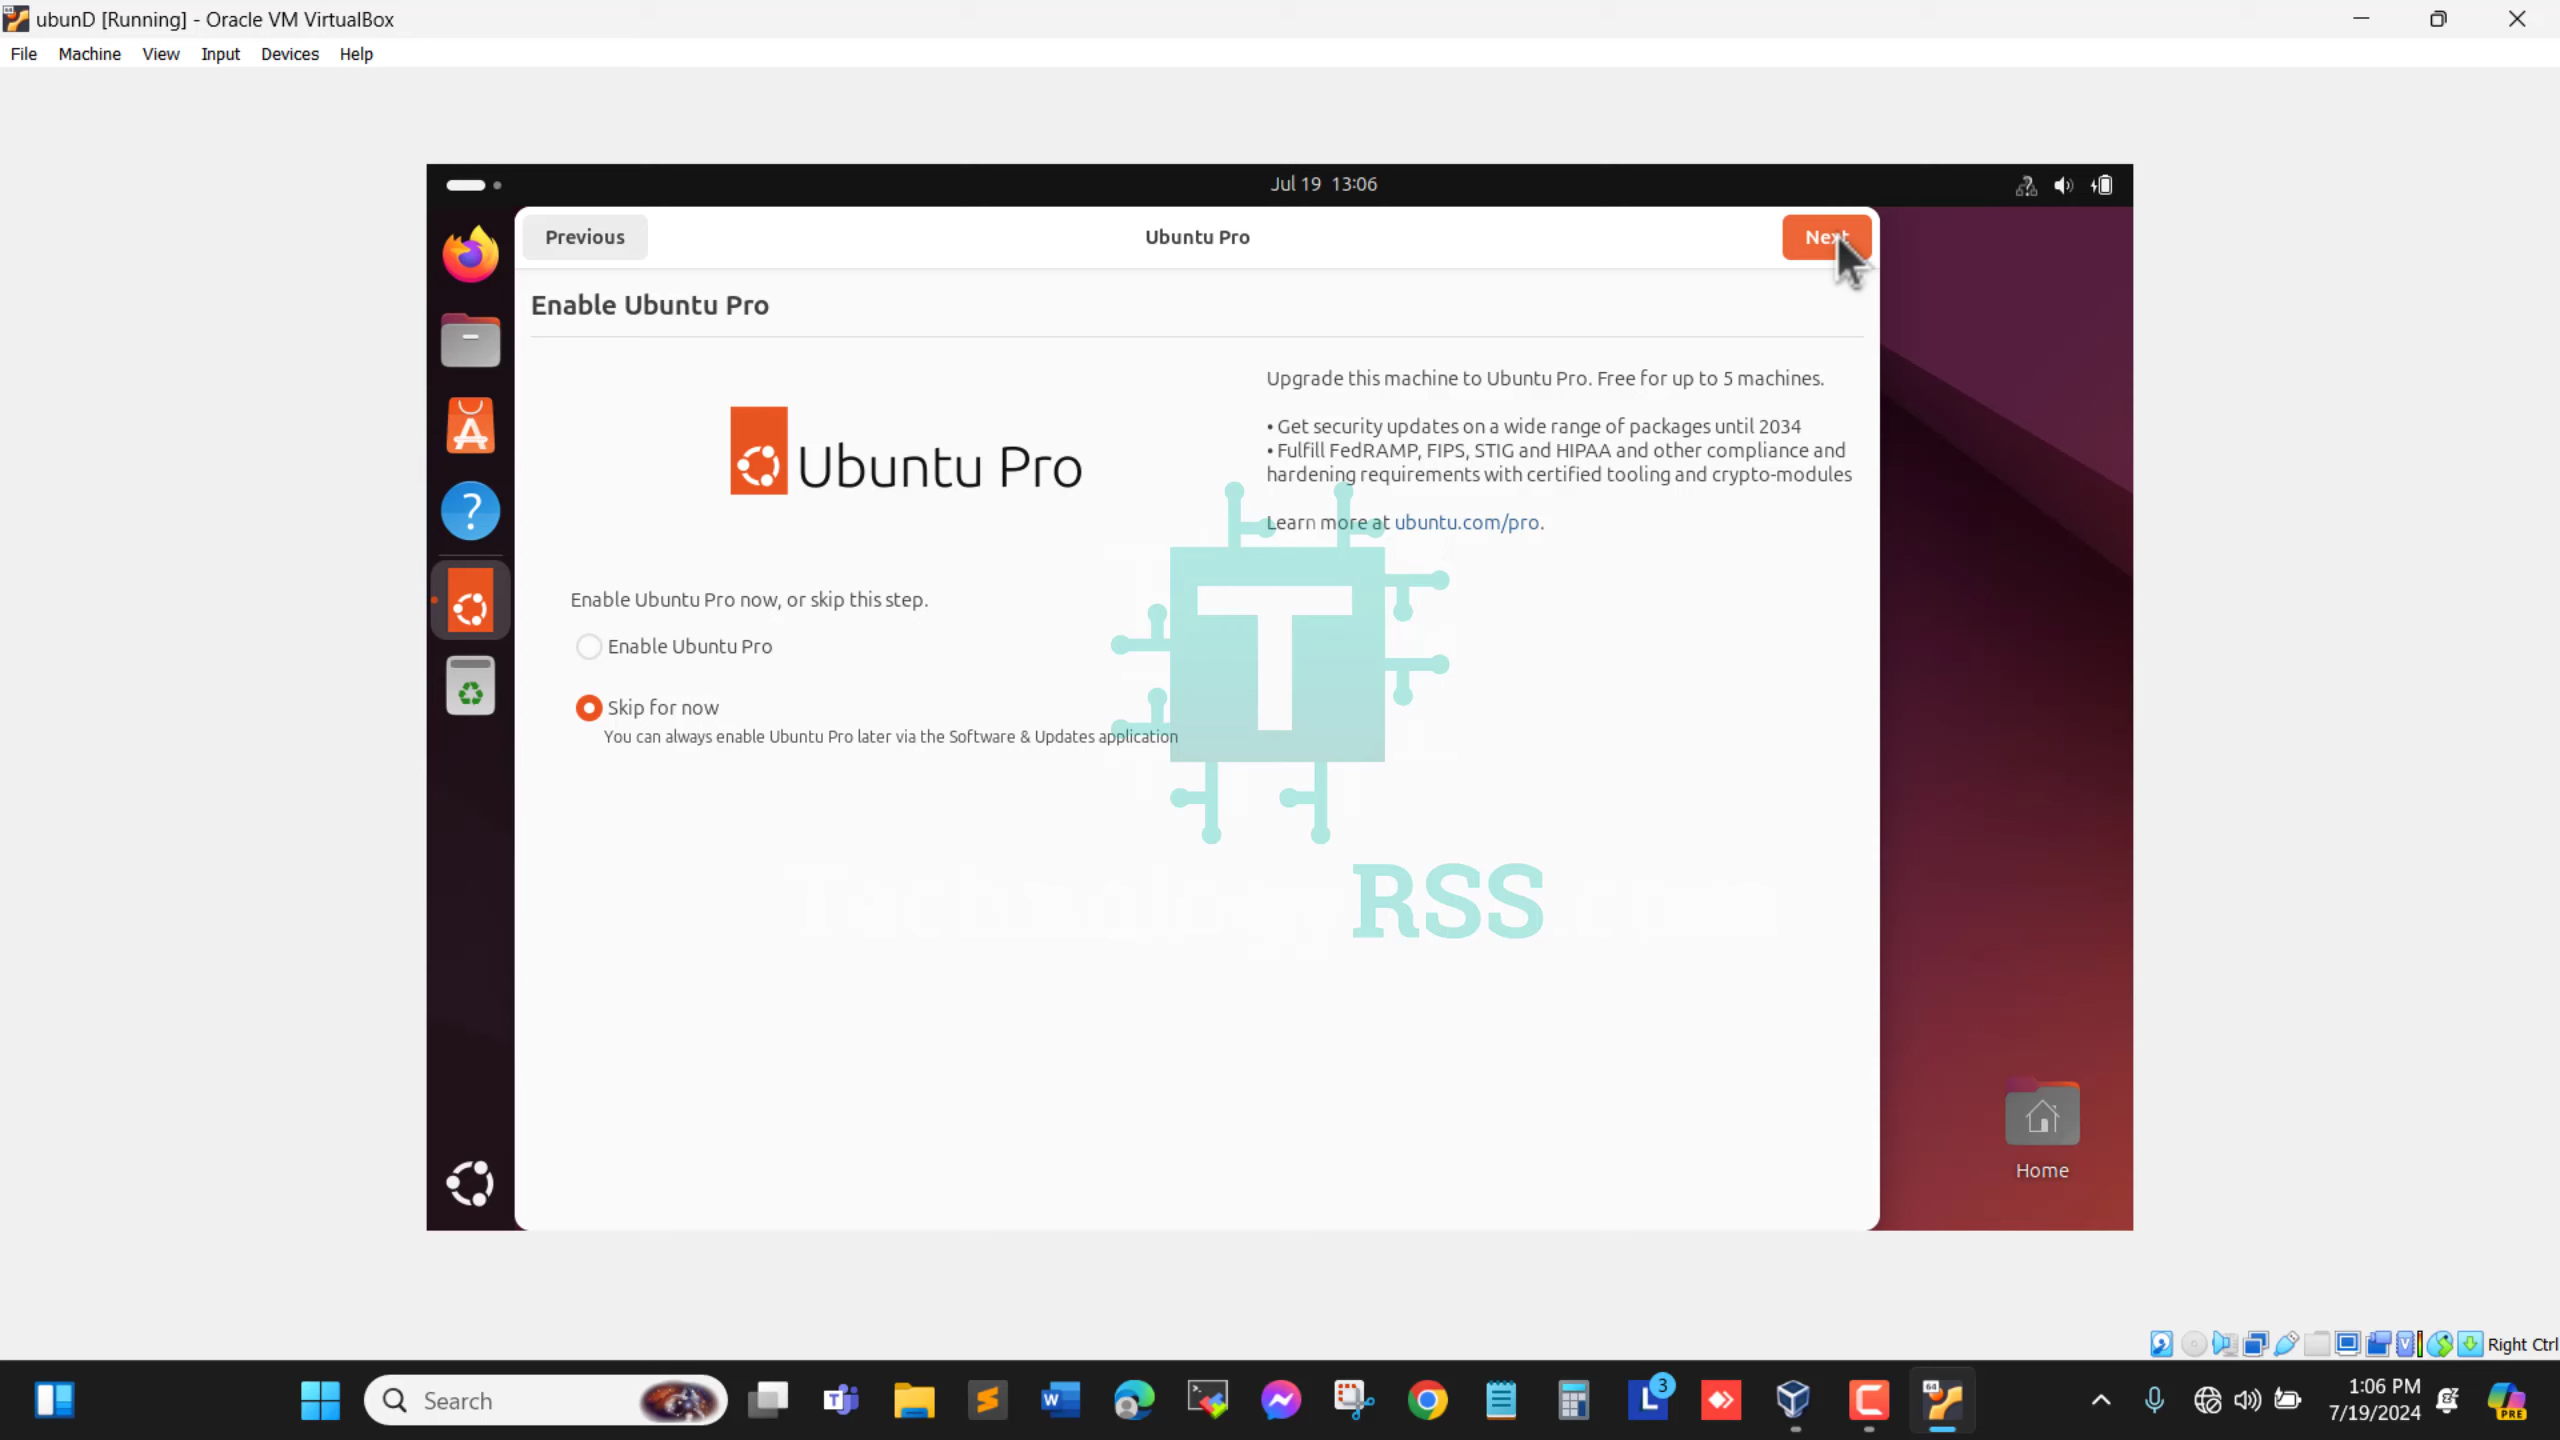 ubunD [Running] - Oracle VM VirtualBox
File Machine View Input Devices Help
Jul 19 13:06
Previous
Ubuntu Pro
Next
Enable Ubuntu Pro
Upgrade this machine to Ubuntu Pro. Free for up to 5 machines.
• Get security updates on a wide range of packages until 2034
• Fulfill FedRAMP, FIPS, STIG and HIPAA and other compliance and
hardening requirements with certified tooling and crypto-modules
Ubuntu Pro
Learn more at ubuntu.com/pro.
Enable Ubuntu Pro now, or skip this step.
Enable Ubuntu Pro
Skip for now
You can always enable Ubuntu Pro later via the Software & Updates application
T
Technology RSS
Home
Right Ctrl
Search
3
1:06 PM
7/19/2024
PRE